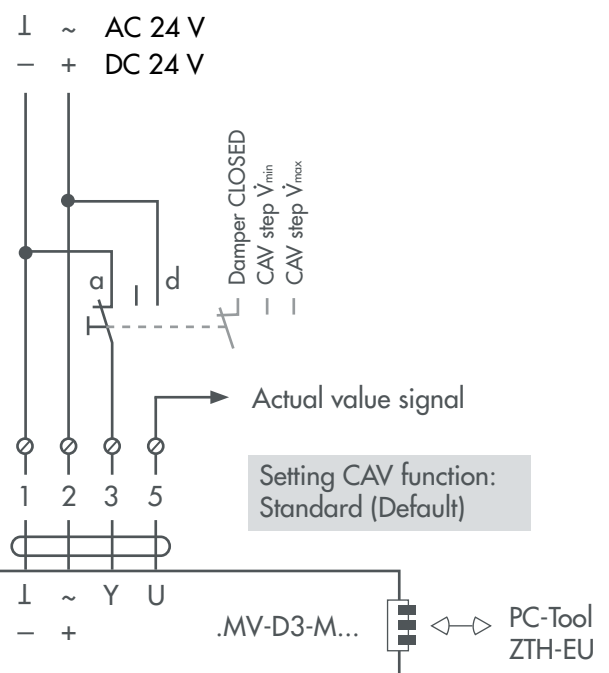 ⊥ ~ AC 24 V
– + DC 24 V
Damper CLOSED
CAV step V̇min
CAV step V̇max
a d
Actual value signal
1 2 3 5
Setting CAV function:
Standard (Default)
⊥ ~ Y U
– +
.MV-D3-M...
PC-Tool
ZTH-EU